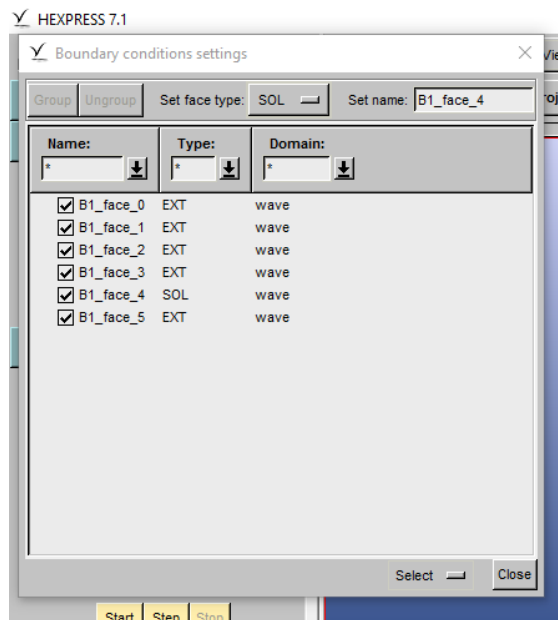 HEXPRESS 7.1
Boundary conditions settings
Group Ungroup Set face type: SOL Set name: B1_face_4
Name: Type: Domain:
* * *
B1_face_0 EXT wave
B1_face_1 EXT wave
B1_face_2 EXT wave
B1_face_3 EXT wave
B1_face_4 SOL wave
B1_face_5 EXT wave
Select Close
Start Step Stop